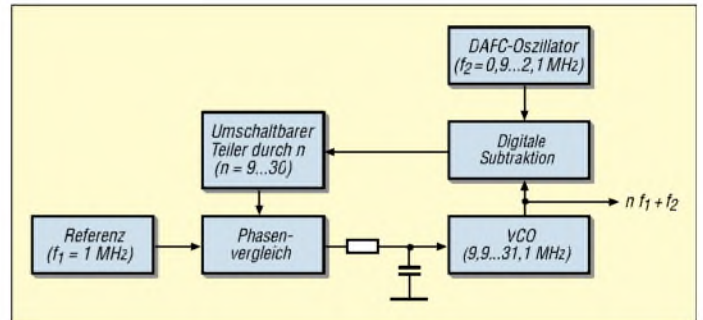 DAFC-Oszillator
(f2 = 0,9...2,1 MHz)
Umschaltbarer
Teiler durch n
(n = 9...30)
Digitale
Subtraktion
n f1 + f2
Referenz
(f1 = 1 MHz)
Phasen-
vergleich
VCO
(9,9...31,1 MHz)